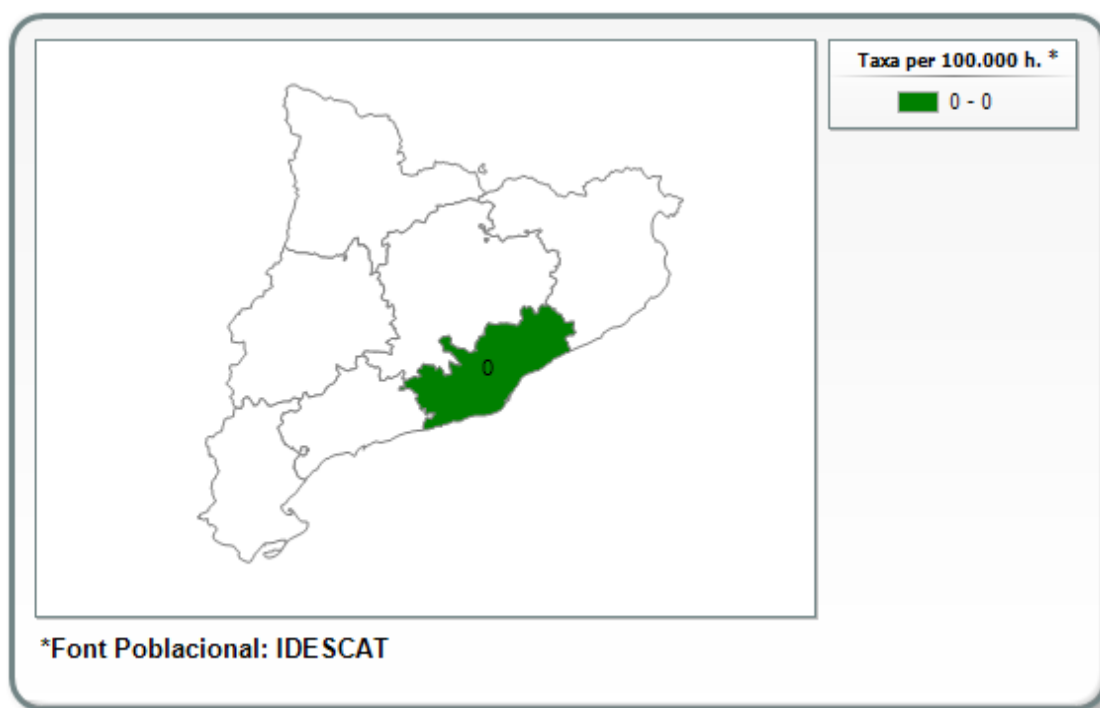 Taxa per 100.000 h. *
0 - 0
0
*Font Poblacional: IDESCAT